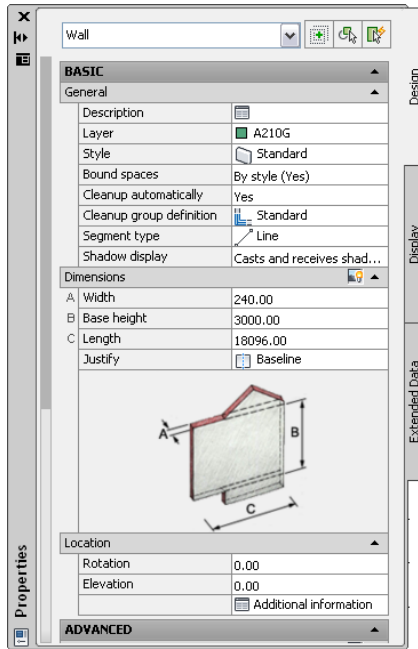 Wall
BASIC
General
Description
Layer A210G
Style Standard
Bound spaces By style (Yes)
Cleanup automatically Yes
Cleanup group definition Standard
Segment type Line
Shadow display Casts and receives shad...
Dimensions
A Width 240.00
B Base height 3000.00
C Length 18096.00
Justify Baseline
A
B
C
Location
Rotation 0.00
Elevation 0.00
Additional information
ADVANCED
Properties
Design
Display
Extended Data